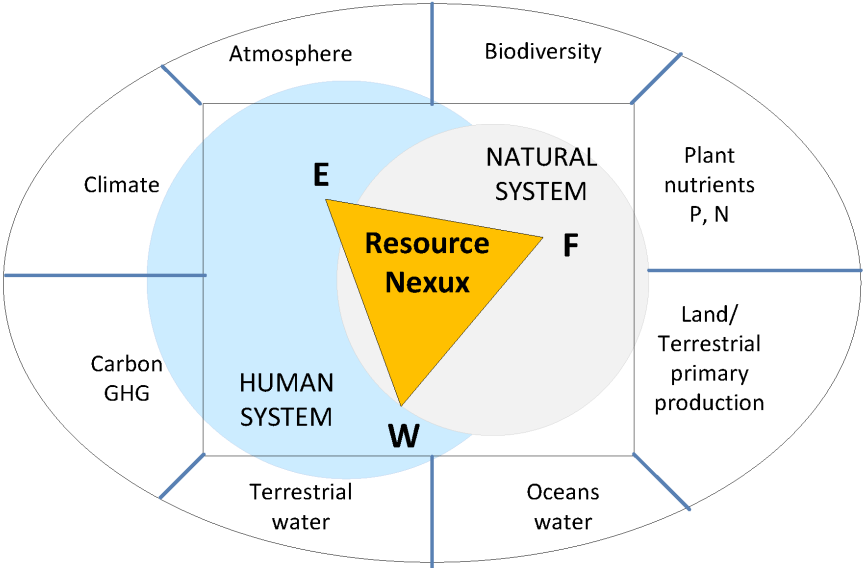 Atmosphere
Biodiversity
Climate
E
NATURAL
SYSTEM
Plant
nutrients
P, N
Resource
Nexux
F
Carbon
GHG
HUMAN
SYSTEM
W
Land/
Terrestrial
primary
production
Terrestrial
water
Oceans
water